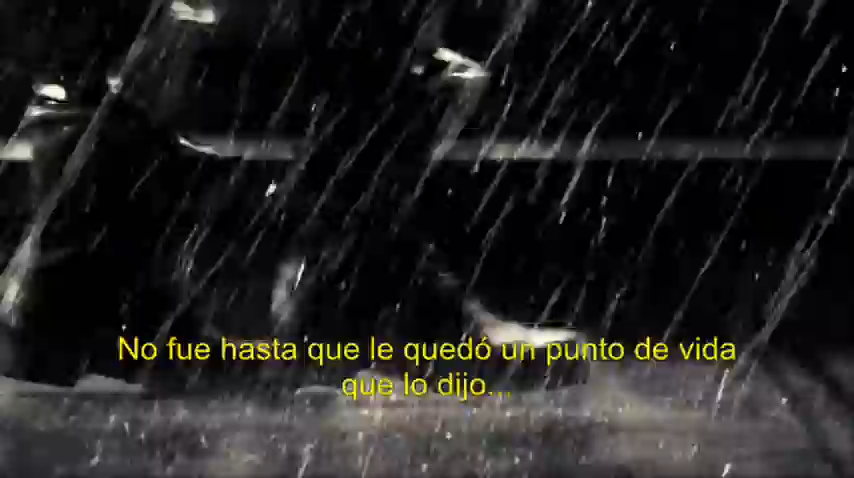 No fue hasta que le quedó un punto de vida
que lo dijo...